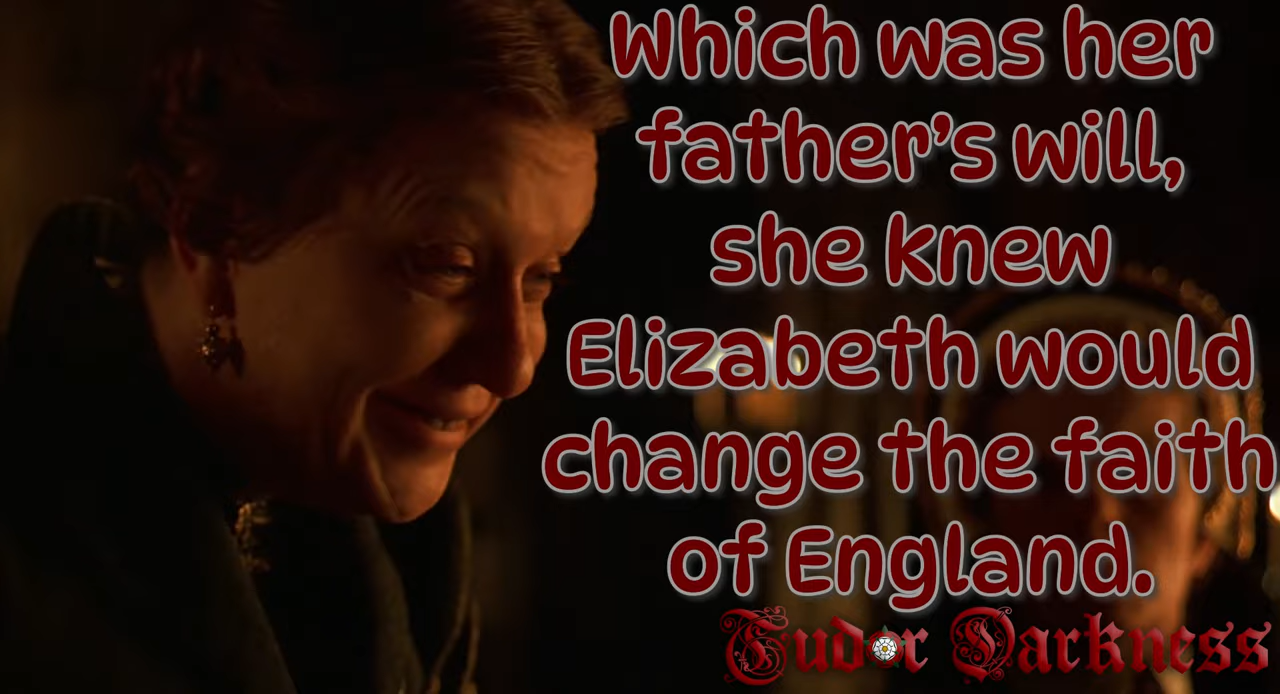 Which was her
father’s will,
she knew
Elizabeth would
change the faith
of England.
Tudor Darkness